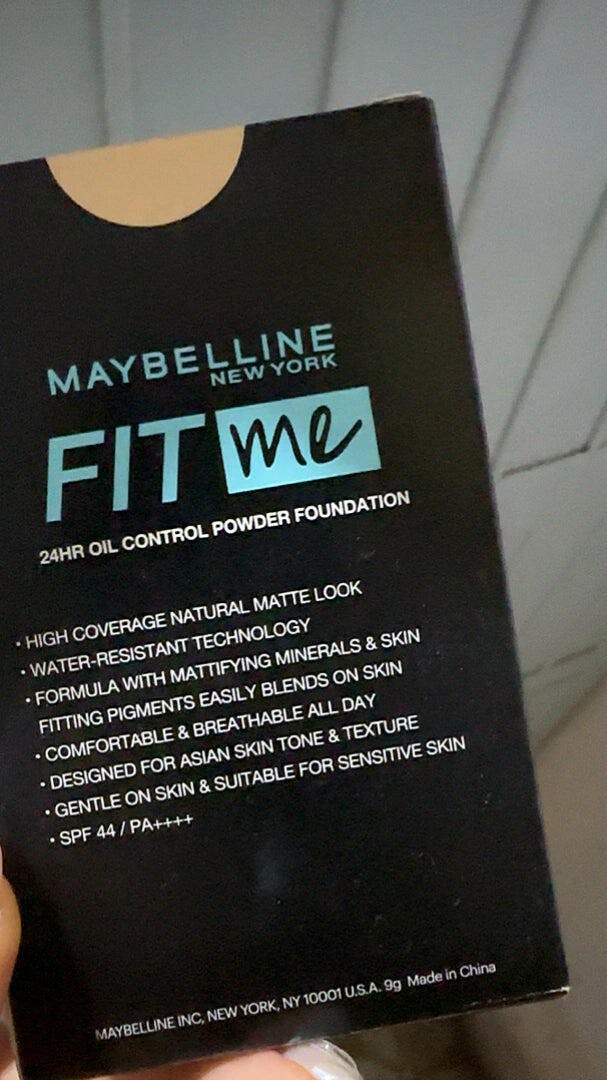 MAYBELLINE
NEW YORK
FIT me
24HR OIL CONTROL POWDER FOUNDATION
• HIGH COVERAGE NATURAL MATTE LOOK
• WATER-RESISTANT TECHNOLOGY
• FORMULA WITH MATTIFYING MINERALS & SKIN
FITTING PIGMENTS EASILY BLENDS ON SKIN
• COMFORTABLE & BREATHABLE ALL DAY
• DESIGNED FOR ASIAN SKIN TONE & TEXTURE
• GENTLE ON SKIN & SUITABLE FOR SENSITIVE SKIN
• SPF 44 / PA++++
MAYBELLINE INC, NEW YORK, NY 10001 U.S.A. 9g Made in China